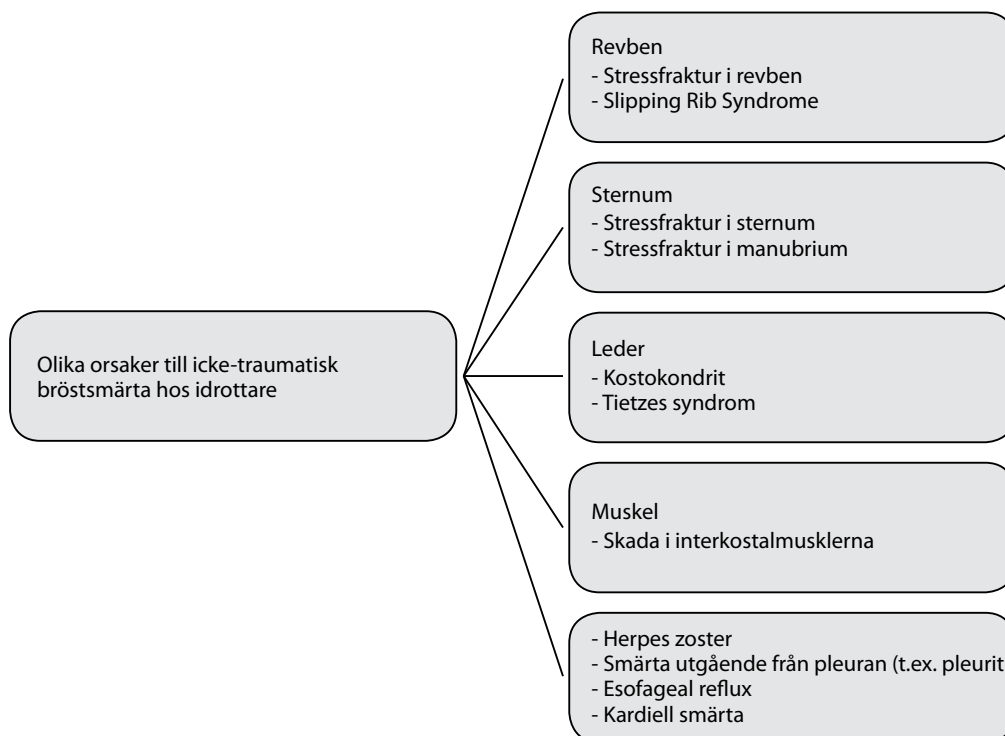 Olika orsaker till icke-traumatisk
bröstsmärta hos idrottare
Revben
- Stressfraktur i revben
- Slipping Rib Syndrome
Sternum
- Stressfraktur i sternum
- Stressfraktur i manubrium
Leder
- Kostokondrit
- Tietzes syndrom
Muskel
- Skada i interkostalmusklerna
- Herpes zoster
- Smärta utgående från pleuran (t.ex. pleurit
- Esofageal reflux
- Kardiell smärta